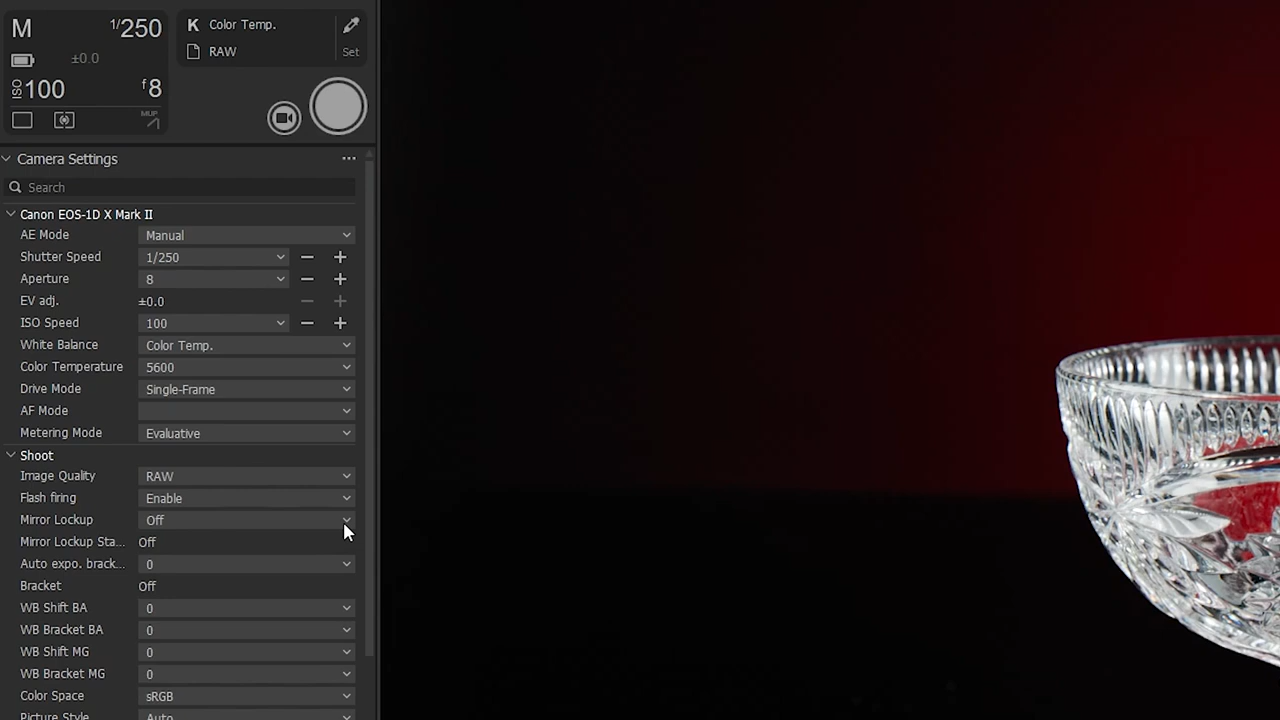 M 1/250
±0.0
ISO 100 f8
MUP
K Color Temp.
RAW
Set
Camera Settings
Search
Canon EOS-1D X Mark II
AE Mode Manual
Shutter Speed 1/250
Aperture 8
EV adj. ±0.0
ISO Speed 100
White Balance Color Temp.
Color Temperature 5600
Drive Mode Single-Frame
AF Mode
Metering Mode Evaluative
Shoot
Image Quality RAW
Flash firing Enable
Mirror Lockup Off
Mirror Lockup Sta... Off
Auto expo. brack... 0
Bracket Off
WB Shift BA 0
WB Bracket BA 0
WB Shift MG 0
WB Bracket MG 0
Color Space sRGB
Picture Style Auto